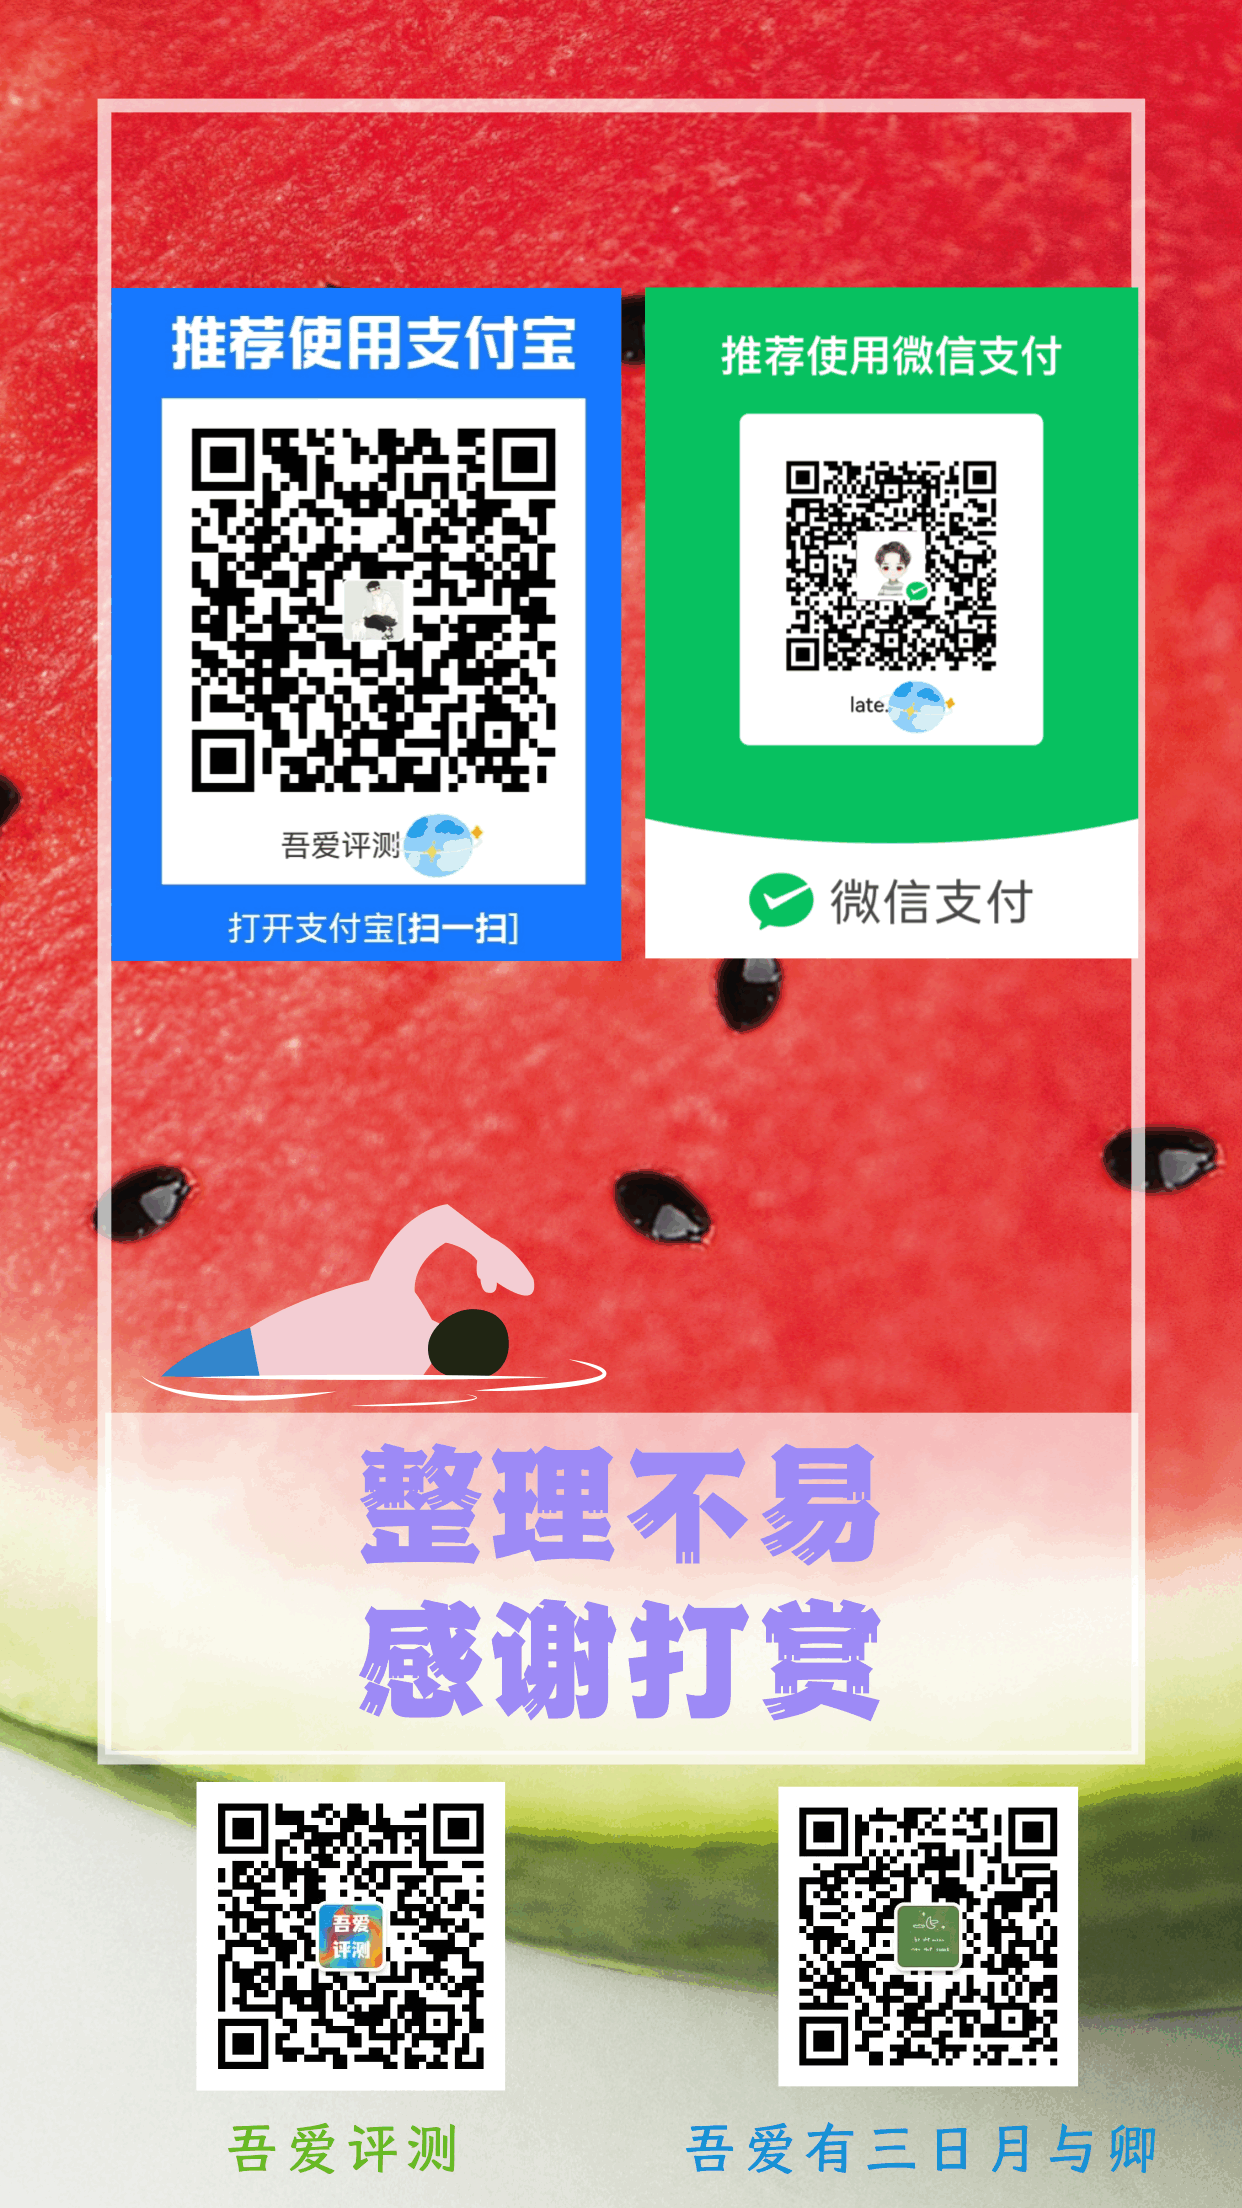 推荐使用支付宝
吾爱评测
打开支付宝[扫一扫]
推荐使用微信支付
late.
微信支付
整理不易
感谢打赏
吾爱
评测
吾爱评测
吾爱有三日月与卿